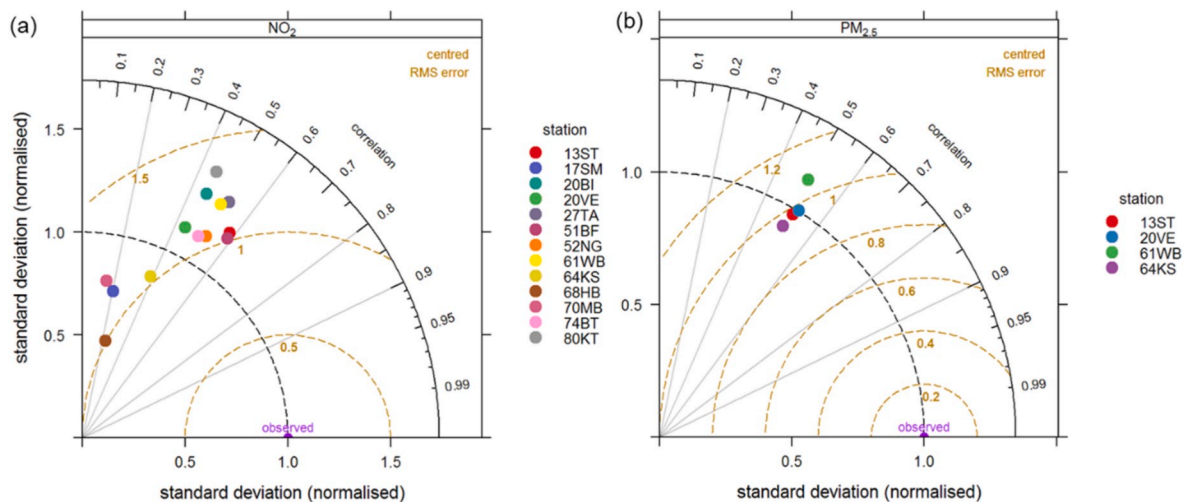 (a)
NO₂
centred
RMS error
0.1
0.2
0.3
0.4
0.5
0.6
0.7
0.8
0.9
0.95
0.99
correlation
1.5
1
0.5
observed
1.5
1.0
0.5
standard deviation (normalised)
0.5 1.0 1.5
standard deviation (normalised)
station
13ST
17SM
20BI
20VE
27TA
51BF
52NG
61WB
64KS
68HB
70MB
74BT
80KT
(b)
PM₂.₅
centred
RMS error
0.1
0.2
0.3
0.4
0.5
0.6
0.7
0.8
0.9
0.95
0.99
correlation
1.2
1
0.8
0.6
0.4
0.2
observed
1.5
1.0
0.5
0.5 1.0
standard deviation (normalised)
station
13ST
20VE
61WB
64KS